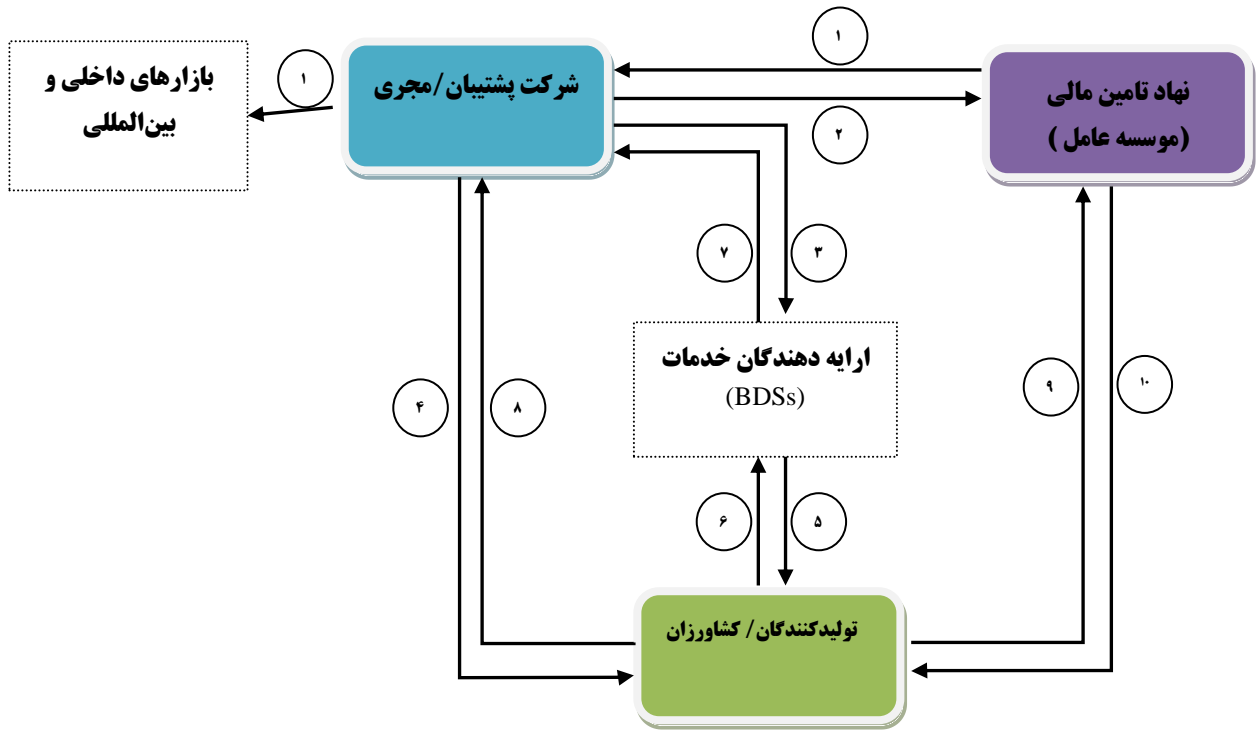 ۱
نهاد تامین مالی
(موسسه عامل )
شرکت پشتیبان/مجری
۱
بازارهای داخلی و
بین‌المللی
۲
۳
۷
ارایه دهندگان خدمات
(BDSs)
۱۰
۹
۸
۴
۵
۶
تولیدکنندگان/ کشاورزان